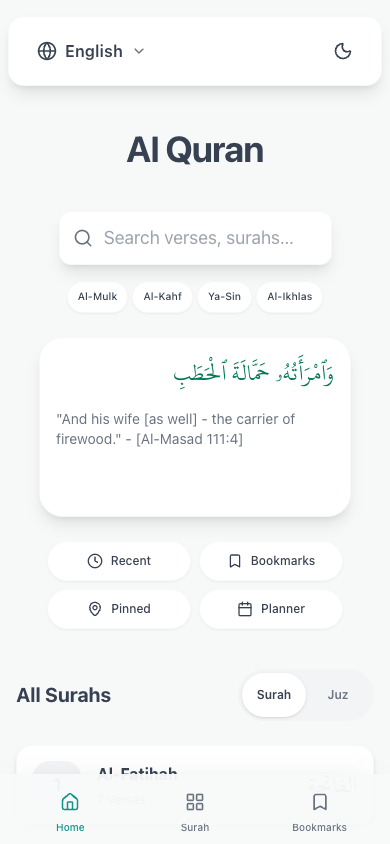 English
Al Quran
Search verses, surahs...
Al-Mulk Al-Kahf Ya-Sin Al-Ikhlas
وَٱمْرَأَتُهُۥ حَمَّالَةَ ٱلْحَطَبِ
"And his wife [as well] - the carrier of
firewood." - [Al-Masad 111:4]
Recent Bookmarks
Pinned Planner
All Surahs Surah Juz
Al-Fatihah
Home Surah Bookmarks